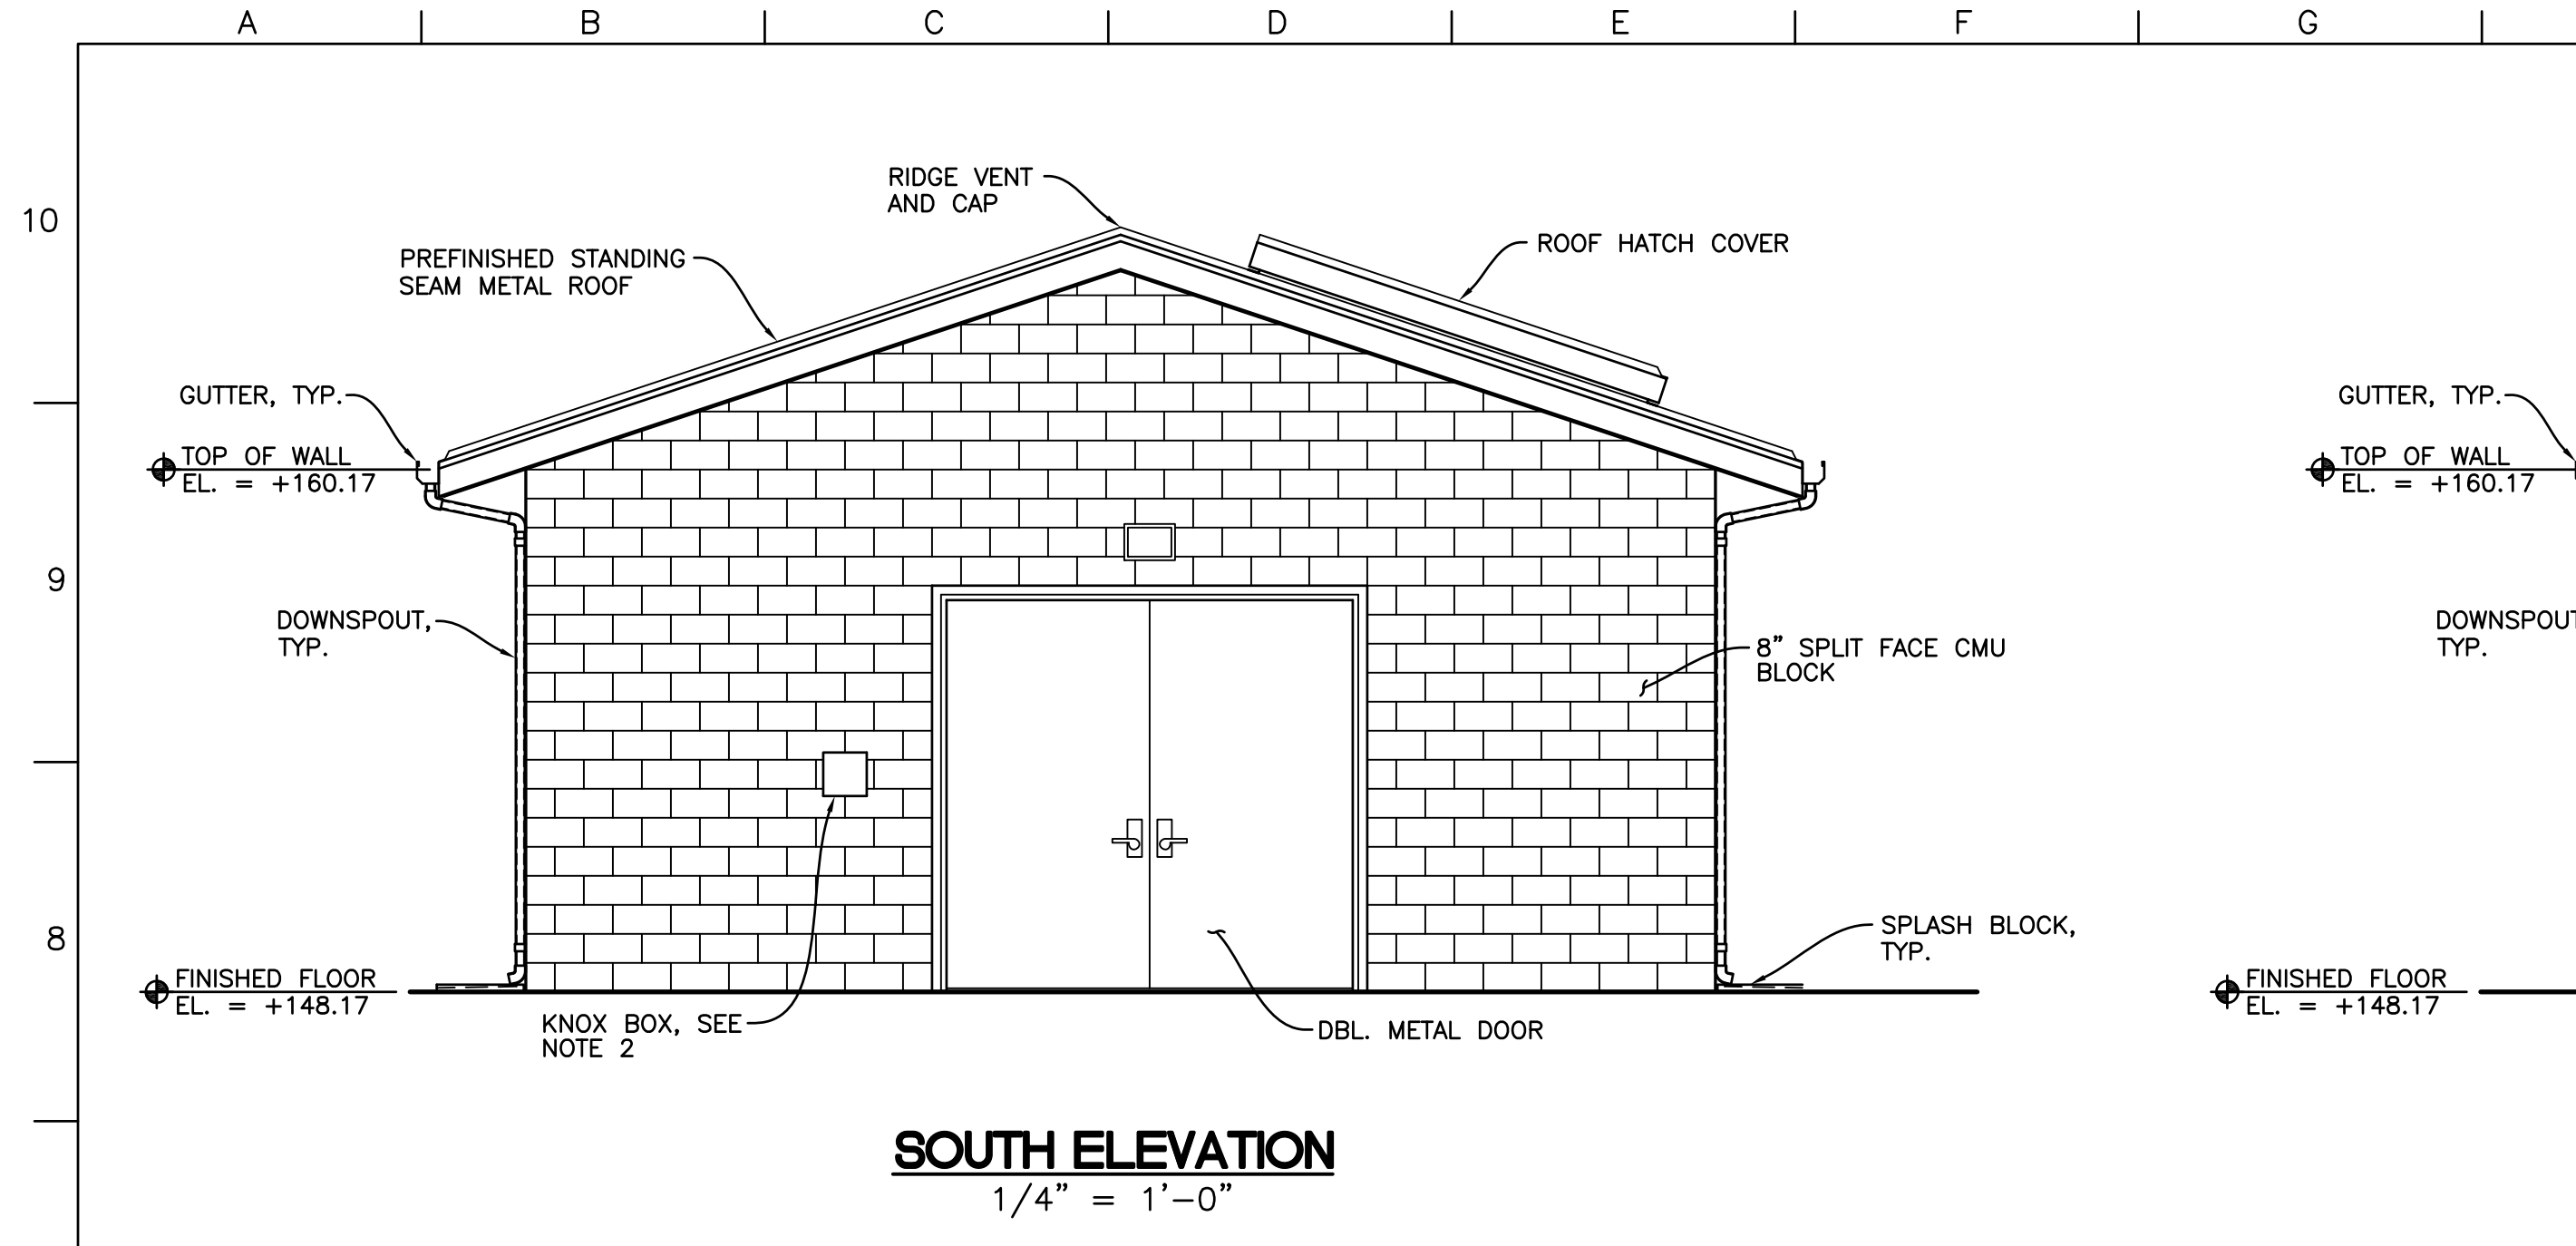 A B C D E F G
RIDGE VENT
AND CAP
10
ROOF HATCH COVER
PREFINISHED STANDING
SEAM METAL ROOF
GUTTER, TYP.
GUTTER, TYP.
TOP OF WALL
EL. = +160.17
TOP OF WALL
EL. = +160.17
9
DOWNSPOUT,
TYP.
DOWNSPOUT
TYP.
8" SPLIT FACE CMU
BLOCK
8
SPLASH BLOCK,
TYP.
FINISHED FLOOR
EL. = +148.17
FINISHED FLOOR
EL. = +148.17
KNOX BOX, SEE
NOTE 2
DBL. METAL DOOR
SOUTH ELEVATION
1/4" = 1'-0"